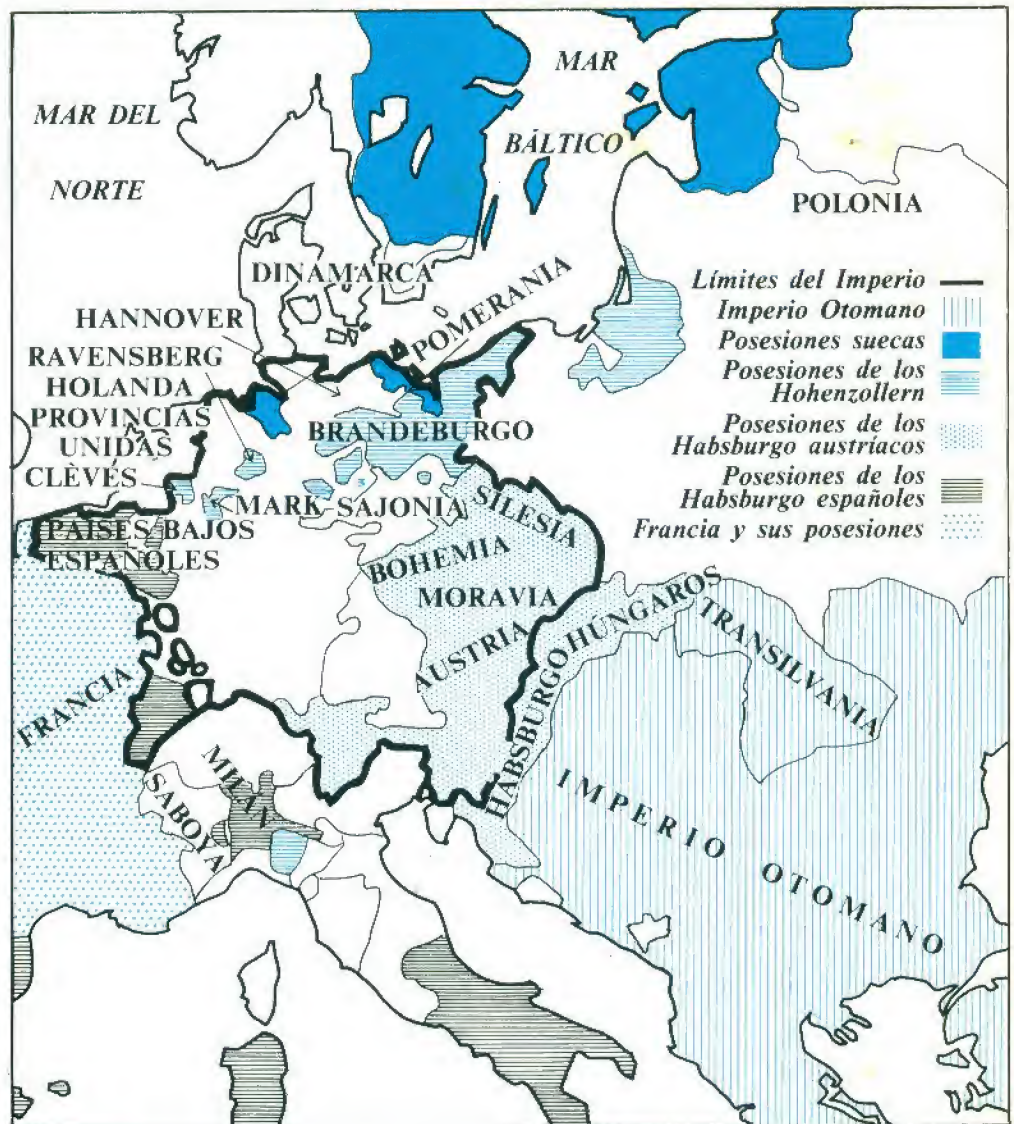 MAR DEL
NORTE
MAR
BÁLTICO
POLONIA
DINAMARCA
POMERANIA
HANNOVER
RAVENSBERG
HOLANDA
PROVINCIAS
UNIDAS
CLÈVES
BRANDEBURGO
MARK
SAJONIA
SILESIA
PAISES BAJOS
ESPAÑOLES
BOHEMIA
MORAVIA
AUSTRIA
FRANCIA
HABSBURGO HÚNGAROS
TRANSILVANIA
MILÁN
SABOYA
IMPERIO OTOMANO
Límites del Imperio
Imperio Otomano
Posesiones suecas
Posesiones de los
Hohenzollern
Posesiones de los
Habsburgo austríacos
Posesiones de los
Habsburgo españoles
Francia y sus posesiones